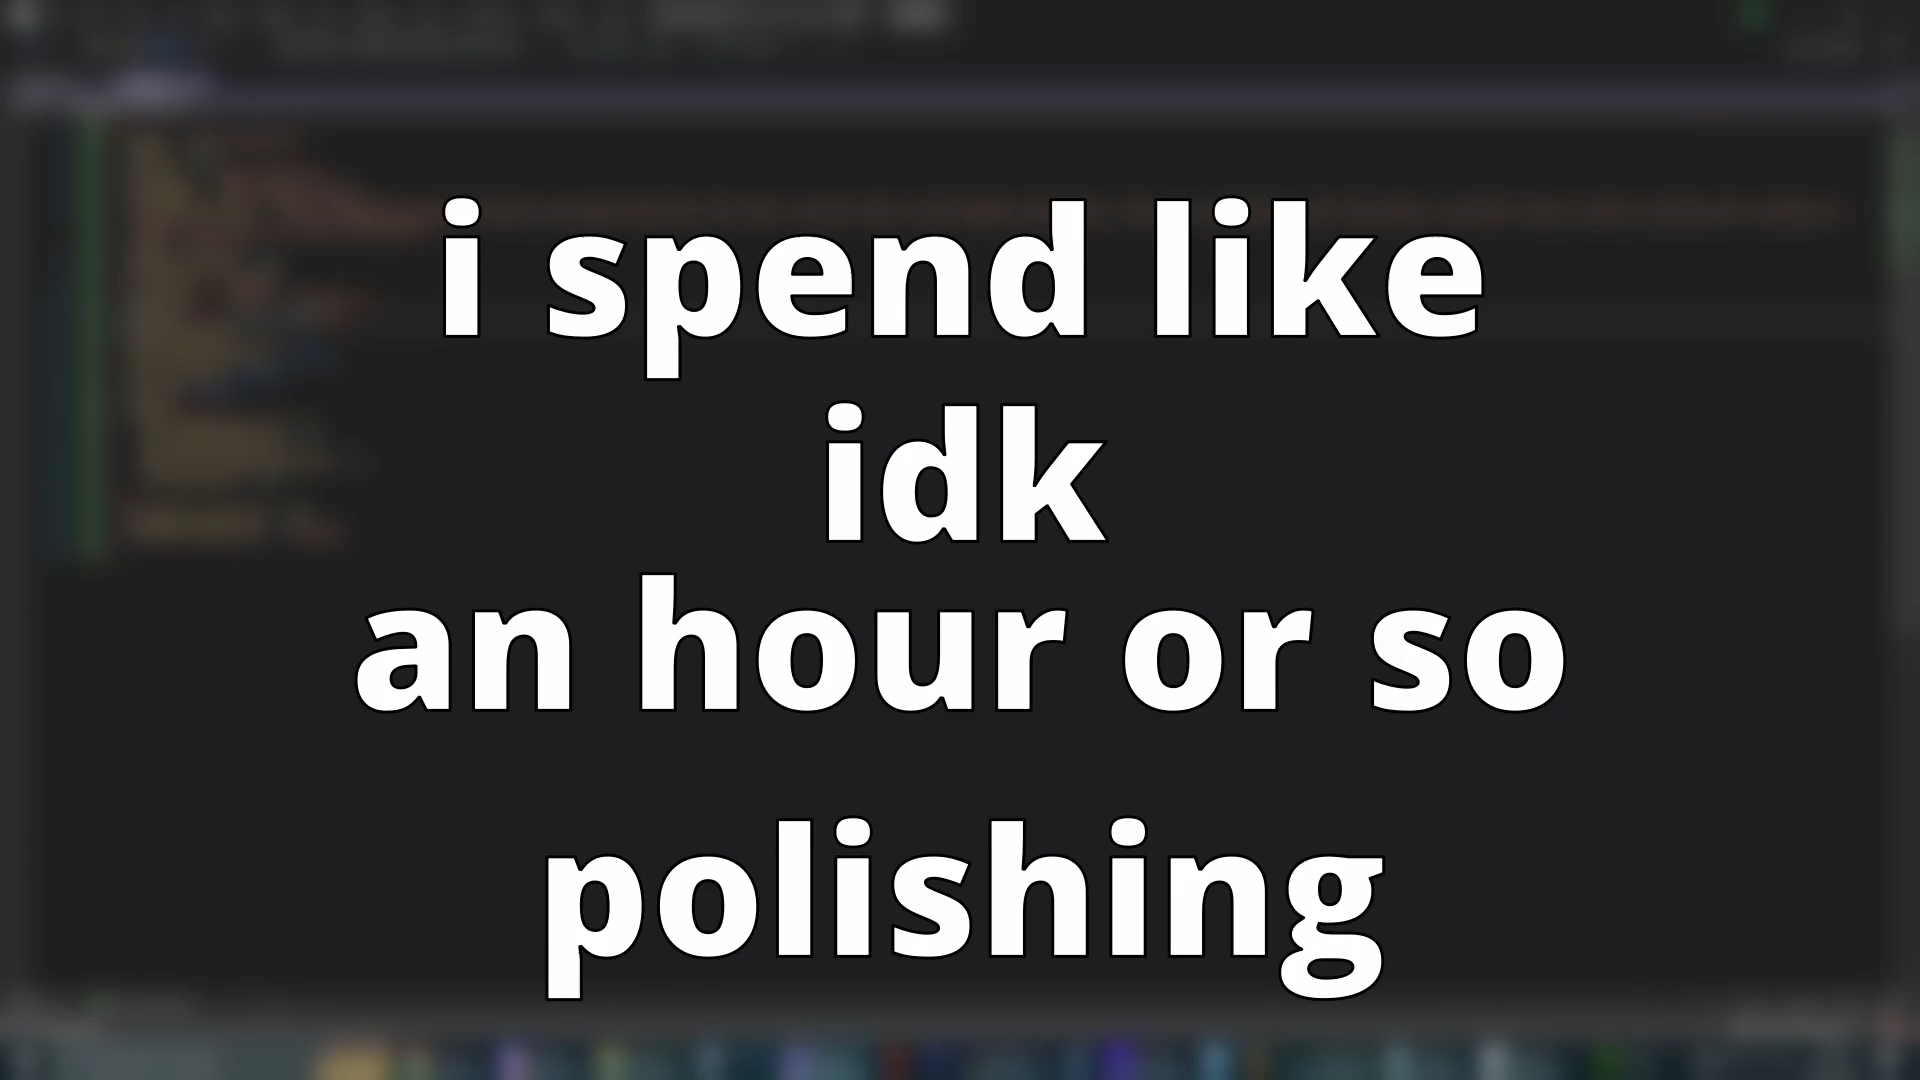 i spend like
idk
an hour or so
polishing